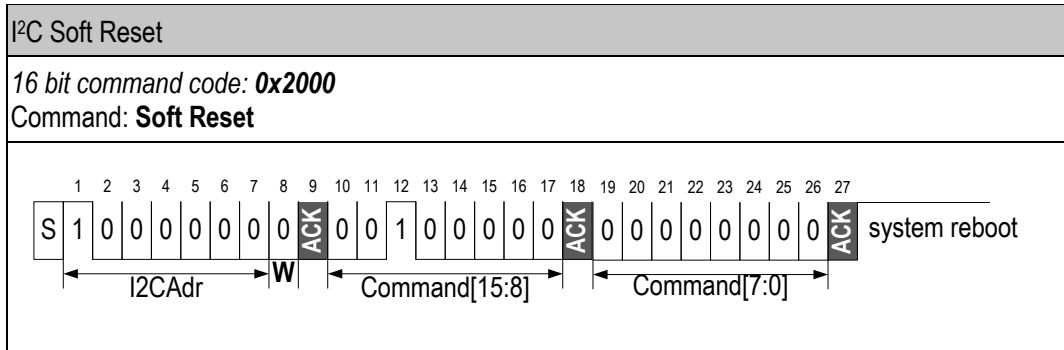 I²C Soft Reset
16 bit command code: 0x2000
Command: Soft Reset
1 2 3 4 5 6 7 8 9 10 11 12 13 14 15 16 17 18 19 20 21 22 23 24 25 26 27
S 1 0 0 0 0 0 0 0 ACK 0 0 1 0 0 0 0 0 ACK 0 0 0 0 0 0 0 0 ACK system reboot
I2CAdr W Command[15:8] Command[7:0]